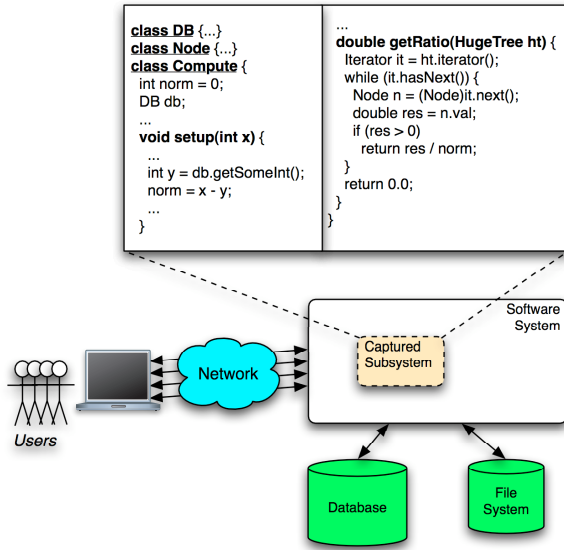 class DB {...}
class Node {...}
class Compute {
int norm = 0;
DB db;
...
void setup(int x) {
...
int y = db.getSomeInt();
norm = x - y;
...
}
...
double getRatio(HugeTree ht) {
Iterator it = ht.iterator();
while (it.hasNext()) {
Node n = (Node)it.next();
double res = n.val;
if (res > 0)
return res / norm;
}
return 0.0;
}
}
Software
System
Captured
Subsystem
Network
Users
Database
File
System